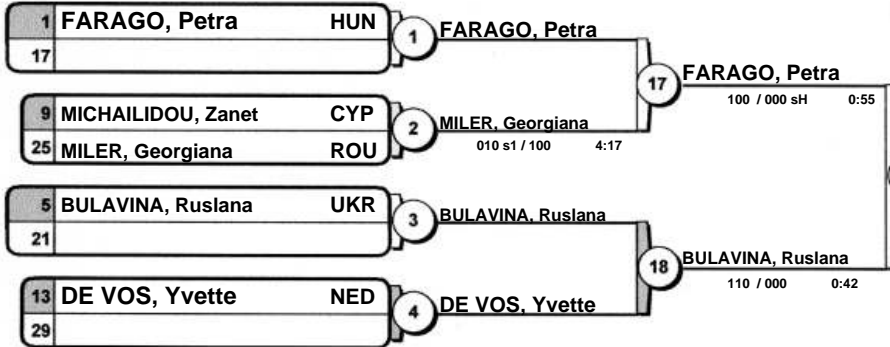 1 FARAGO, Petra HUN
17
1 FARAGO, Petra
17 FARAGO, Petra
100 / 000 sH 0:55
9 MICHAILIDOU, Zanet CYP
25 MILER, Georgiana ROU
2 MILER, Georgiana
010 s1 / 100 4:17
5 BULAVINA, Ruslana UKR
21
3 BULAVINA, Ruslana
18 BULAVINA, Ruslana
110 / 000 0:42
13 DE VOS, Yvette NED
29
4 DE VOS, Yvette